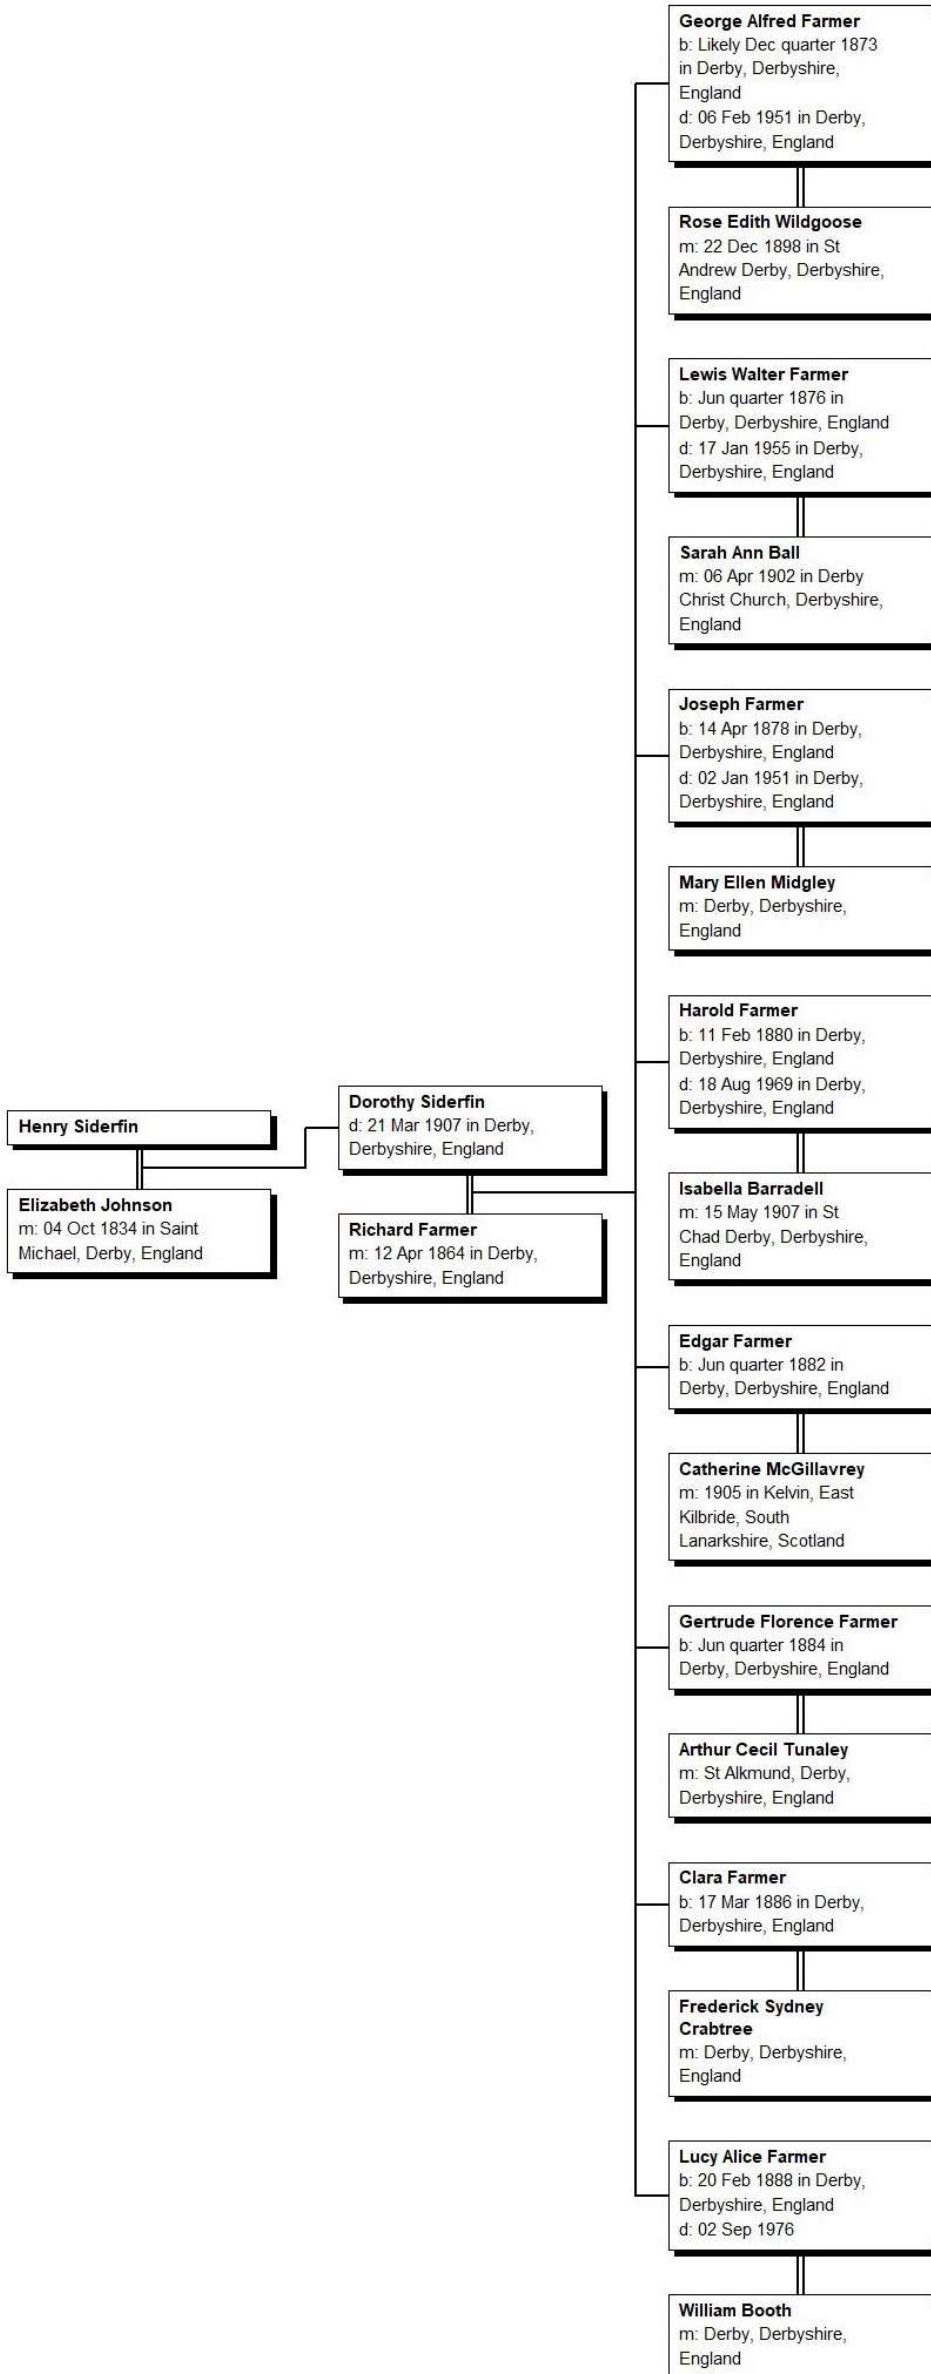 George Alfred Farmer
b: Likely Dec quarter 1873
in Derby, Derbyshire,
England
d: 06 Feb 1951 in Derby,
Derbyshire, England
Rose Edith Wildgoose
m: 22 Dec 1898 in St
Andrew Derby, Derbyshire,
England
Lewis Walter Farmer
b: Jun quarter 1876 in
Derby, Derbyshire, England
d: 17 Jan 1955 in Derby,
Derbyshire, England
Sarah Ann Ball
m: 06 Apr 1902 in Derby
Christ Church, Derbyshire,
England
Joseph Farmer
b: 14 Apr 1878 in Derby,
Derbyshire, England
d: 02 Jan 1951 in Derby,
Derbyshire, England
Mary Ellen Midgley
m: Derby, Derbyshire,
England
Harold Farmer
b: 11 Feb 1880 in Derby,
Derbyshire, England
d: 18 Aug 1969 in Derby,
Derbyshire, England
Henry Siderfin
Elizabeth Johnson
m: 04 Oct 1834 in Saint
Michael, Derby, England
Dorothy Siderfin
d: 21 Mar 1907 in Derby,
Derbyshire, England
Richard Farmer
m: 12 Apr 1864 in Derby,
Derbyshire, England
Isabella Barradell
m: 15 May 1907 in St
Chad Derby, Derbyshire,
England
Edgar Farmer
b: Jun quarter 1882 in
Derby, Derbyshire, England
Catherine McGillavrey
m: 1905 in Kelvin, East
Kilbride, South
Lanarkshire, Scotland
Gertrude Florence Farmer
b: Jun quarter 1884 in
Derby, Derbyshire, England
Arthur Cecil Tunaley
m: St Alkmund, Derby,
Derbyshire, England
Clara Farmer
b: 17 Mar 1886 in Derby,
Derbyshire, England
Frederick Sydney
Crabtree
m: Derby, Derbyshire,
England
Lucy Alice Farmer
b: 20 Feb 1888 in Derby,
Derbyshire, England
d: 02 Sep 1976
William Booth
m: Derby, Derbyshire,
England